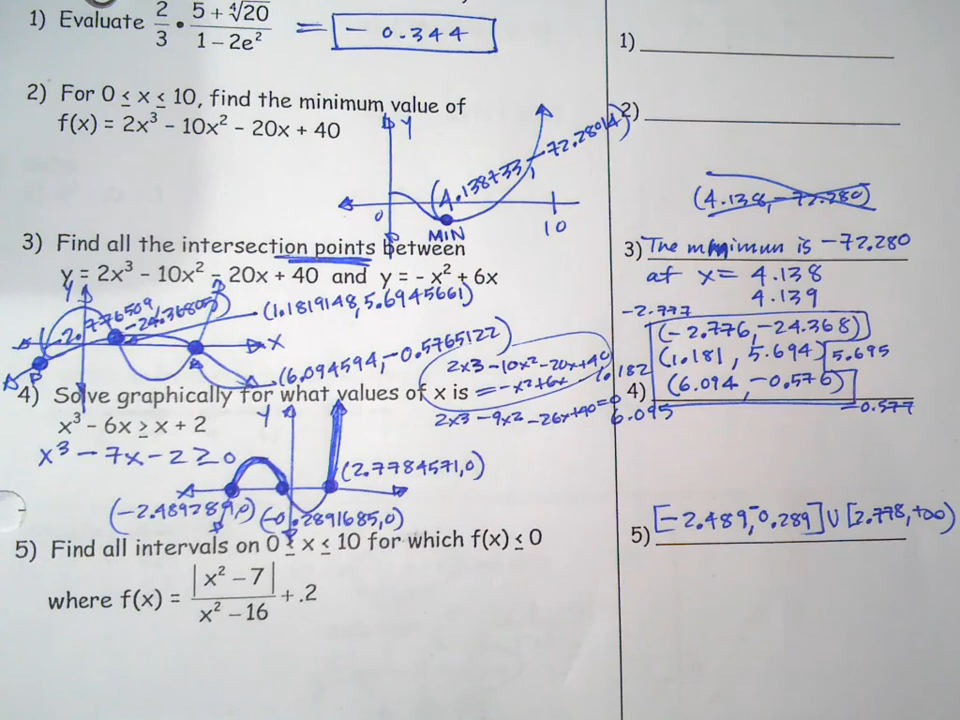 1) Evaluate 2/3 • (5 + ∜20)/(1 – 2e²) = – 0.344
1) 
2) For 0 ≤ x ≤ 10, find the minimum value of
f(x) = 2x³ – 10x² – 20x + 40
2)
Y
(4.138733, –72.28014)
0
MIN
10
(4.138, –72.280)
3) Find all the intersection points between
y = 2x³ – 10x² – 20x + 40 and y = – x² + 6x
3) The minimum is –72.280
at x = 4.138
4.139
Y
(–2.776509, –24.36805)
(1.1819148, 5.6945661)
X
(6.094594, –0.5765122)
2x3 – 10x² – 20x + 40
= – x² + 6x
2x3 – 9x2 – 26x + 40 = 0
–2.777
(–2.776, –24.368)
(1.181, 5.694) 5.695
1.182
(6.094, –0.576)
6.095
–0.577
4) Solve graphically for what values of x is
x³ – 6x ≥ x + 2
4)
x³ – 7x – 2 ≥ 0
Y
(2.7784571,0)
(–2.489289,0) (–0.2891685,0)
5) Find all intervals on 0 ≤ x ≤ 10 for which f(x) ≤ 0
where f(x) = |x² – 7|/(x² – 16) + .2
[–2.489, –0.289] U [2.778, +∞)
5)